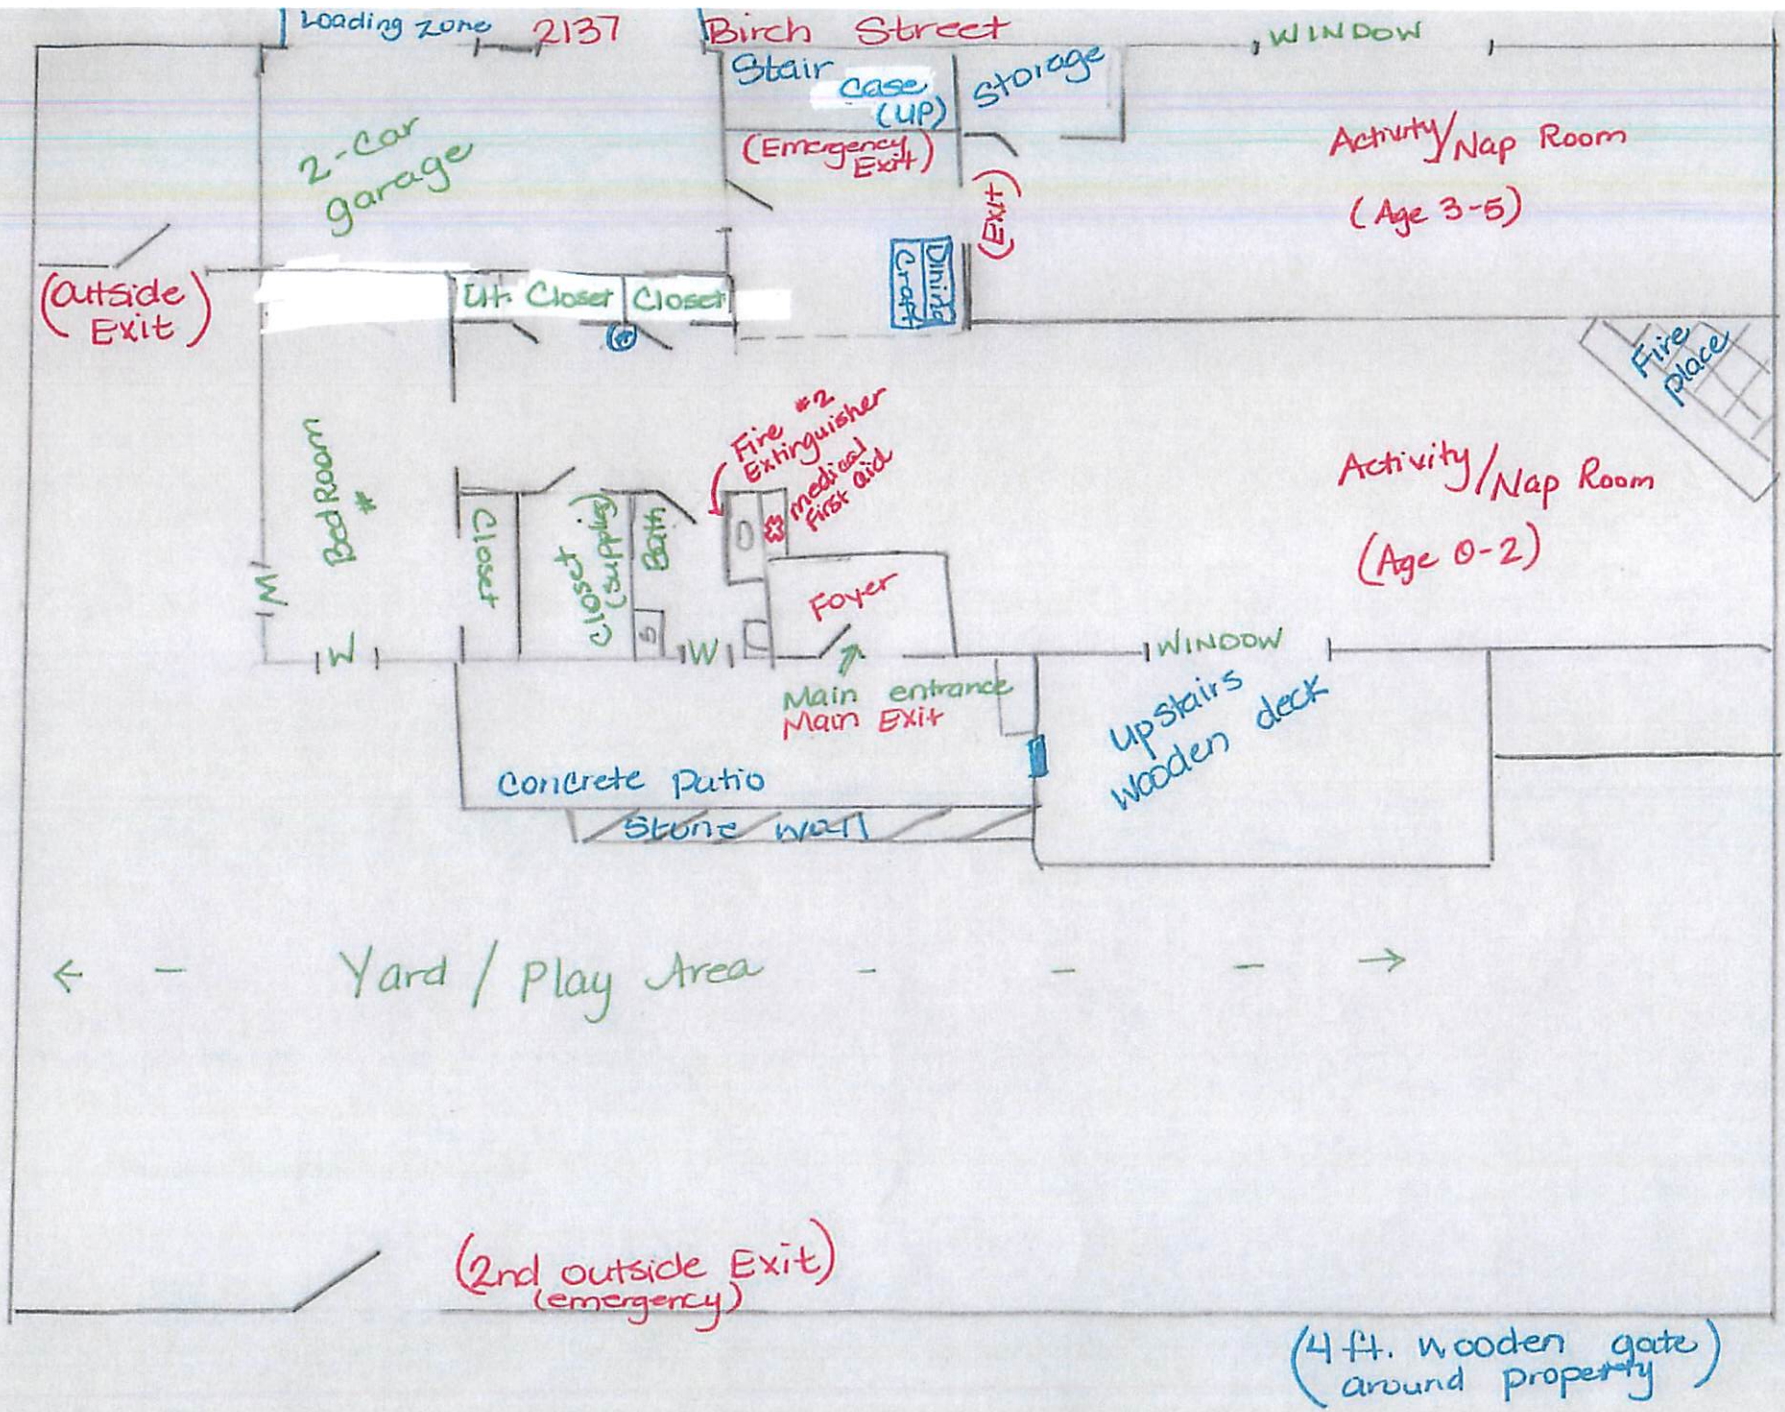 Loading Zone 2137 Birch Street
WINDOW
Stair
Case
(UP)
Storage
(Emergency
Exit)
2-Car
garage
Activity/Nap Room
(Age 3-5)
(Exit)
Dining
Craft
(Outside)
Exit
Ut. Closet
Closet
Fire
place
Fire #2
Extinguisher
medical
First aid
BedRoom
#
Closet
Closet
(supplies)
Bath
Activity/Nap Room
(Age 0-2)
Foyer
W
W
W
WINDOW
Main entrance
Main Exit
Upstairs
wooden deck
Concrete Patio
Stone wall
Yard / Play Area
(2nd outside Exit)
(emergency)
(4 ft. wooden gate
around property)